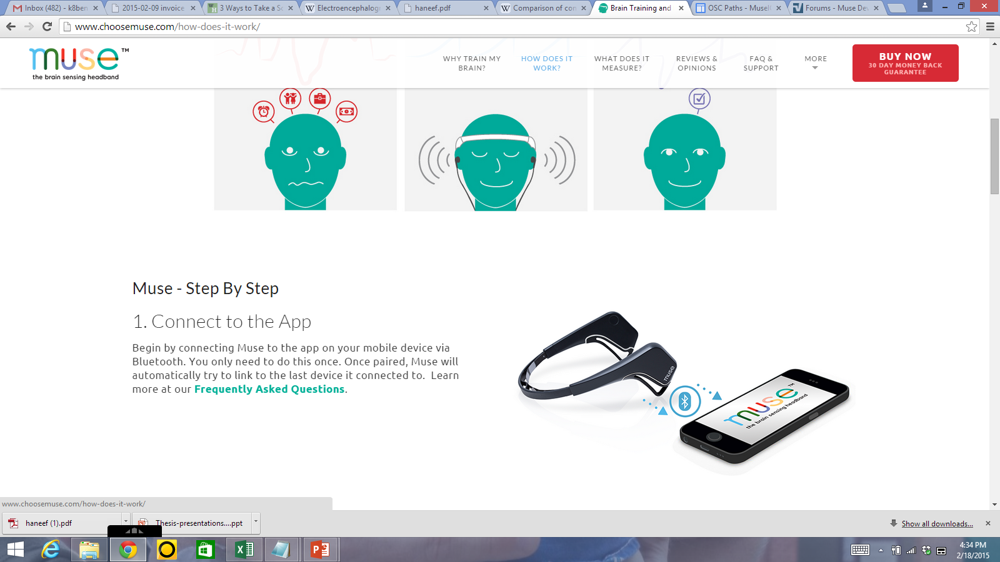 Inbox (482) - k8ben
2015-02-09 invoice
3 Ways to Take a Sc
Electroencephalogr
haneef.pdf
Comparison of con
Brain Training and
OSC Paths - MuseI
Forums - Muse Dev
www.choosemuse.com/how-does-it-work/
muse™
the brain sensing headband
WHY TRAIN MY
BRAIN?
HOW DOES IT
WORK?
WHAT DOES IT
MEASURE?
REVIEWS &
OPINIONS
FAQ &
SUPPORT
MORE
BUY NOW
30 DAY MONEY BACK
GUARANTEE
Muse - Step By Step
1. Connect to the App
Begin by connecting Muse to the app on your mobile device via
Bluetooth. You only need to do this once. Once paired, Muse will
automatically try to link to the last device it connected to. Learn
more at our Frequently Asked Questions.
muse
muse™
the brain sensing headband
www.choosemuse.com/how-does-it-work/
haneef (1).pdf
Thesis-presentations....ppt
Show all downloads...
4:34 PM
2/18/2015